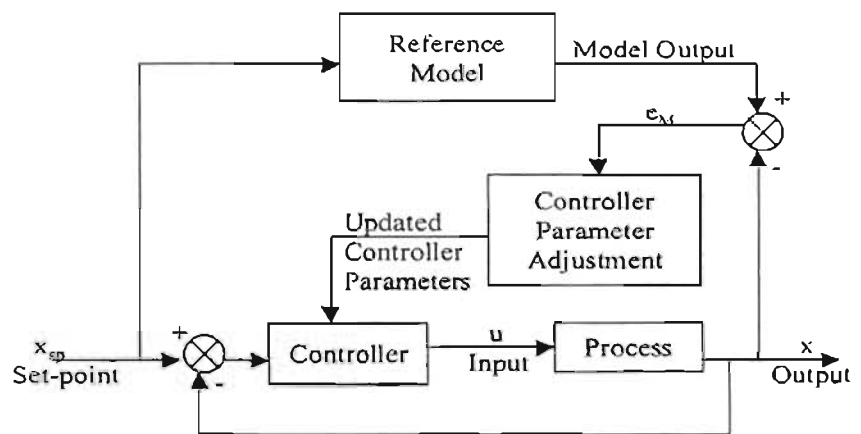 Reference
Model
Model Output
+
e_M
-
Controller
Parameter
Adjustment
Updated
Controller
Parameters
x_sp
Set-point
+
-
Controller
u
Input
Process
x
Output